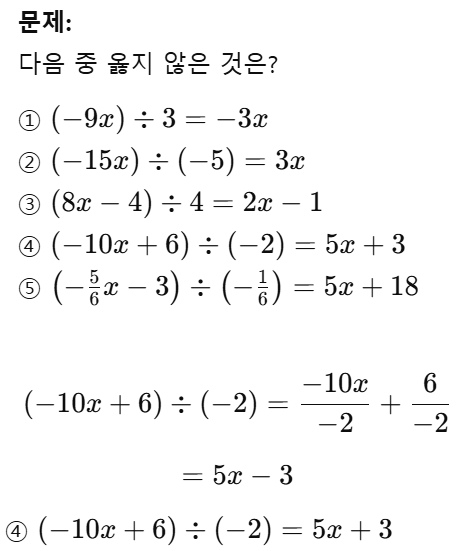 문제:
다음 중 옳지 않은 것은?
① (−9x) ÷ 3 = −3x
② (−15x) ÷ (−5) = 3x
③ (8x − 4) ÷ 4 = 2x − 1
④ (−10x + 6) ÷ (−2) = 5x + 3
⑤ (−5/6 x − 3) ÷ (−1/6) = 5x + 18
(−10x + 6) ÷ (−2) = −10x/−2 + 6/−2
= 5x − 3
④ (−10x + 6) ÷ (−2) = 5x + 3